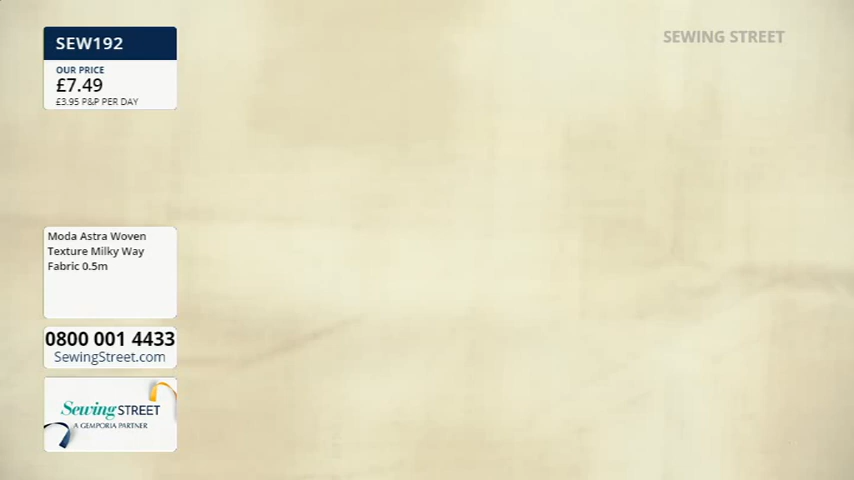 SEW192
OUR PRICE
£7.49
£3.95 P&P PER DAY
SEWING STREET
Moda Astra Woven
Texture Milky Way
Fabric 0.5m
0800 001 4433
SewingStreet.com
Sewing STREET
A GEMPORIA PARTNER